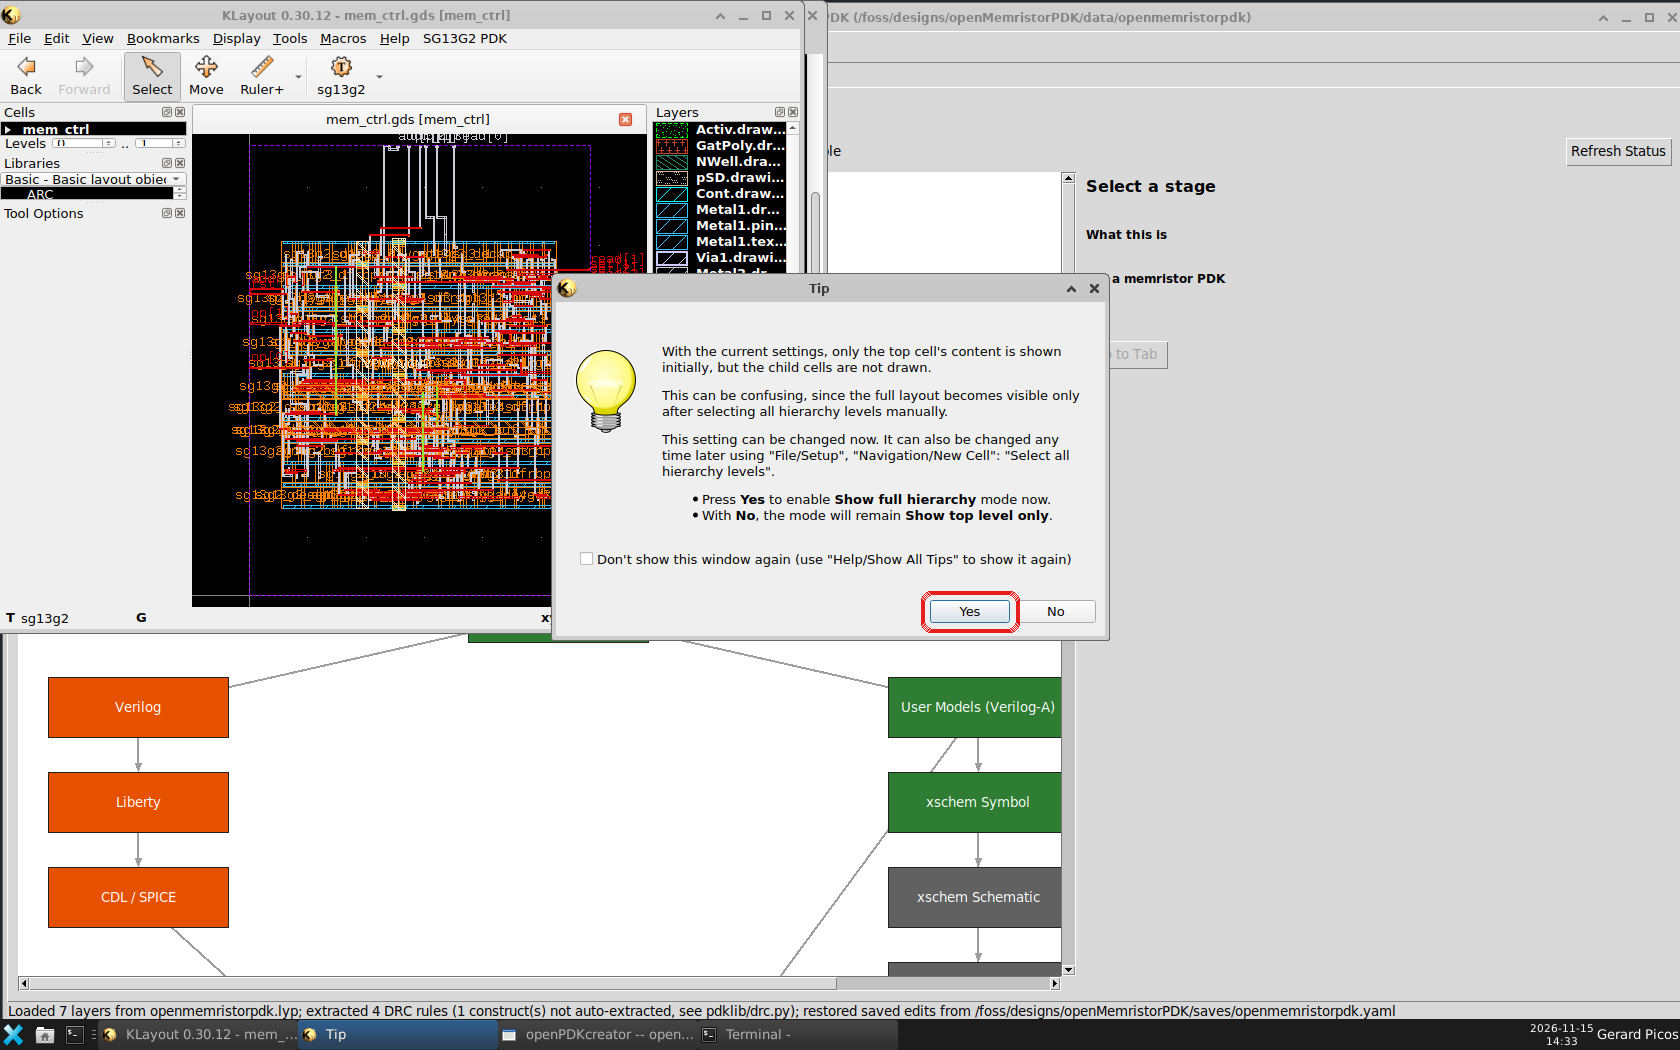 KLayout 0.30.12 - mem_ctrl.gds [mem_ctrl]
PDK (/foss/designs/openMemristorPDK/data/openmemristorpdk)
File Edit View Bookmarks Display Tools Macros Help SG13G2 PDK
Back Forward Select Move Ruler+ sg13g2
Cells
mem_ctrl
Levels 0 .. 1
Libraries
Basic - Basic layout objec
ARC
Tool Options
mem_ctrl.gds [mem_ctrl]
Layers
Activ.draw...
GatPoly.dr...
NWell.dra...
pSD.drawi...
Cont.draw...
Metal1.dr...
Metal1.pin...
Metal1.tex...
Via1.drawi...
Metal2.dr...
T sg13g2 G xy
Refresh Status
Select a stage
What this is
a memristor PDK
to Tab
Tip
With the current settings, only the top cell's content is shown
initially, but the child cells are not drawn.
This can be confusing, since the full layout becomes visible only
after selecting all hierarchy levels manually.
This setting can be changed now. It can also be changed any
time later using "File/Setup", "Navigation/New Cell": "Select all
hierarchy levels".
• Press Yes to enable Show full hierarchy mode now.
• With No, the mode will remain Show top level only.
Don't show this window again (use "Help/Show All Tips" to show it again)
Yes No
Verilog
Liberty
CDL / SPICE
User Models (Verilog-A)
xschem Symbol
xschem Schematic
Loaded 7 layers from openmemristorpdk.lyp; extracted 4 DRC rules (1 construct(s) not auto-extracted, see pdklib/drc.py); restored saved edits from /foss/designs/openMemristorPDK/saves/openmemristorpdk.yaml
KLayout 0.30.12 - mem_... Tip openPDKcreator -- open... Terminal -
2026-11-15
14:33
Gerard Picos